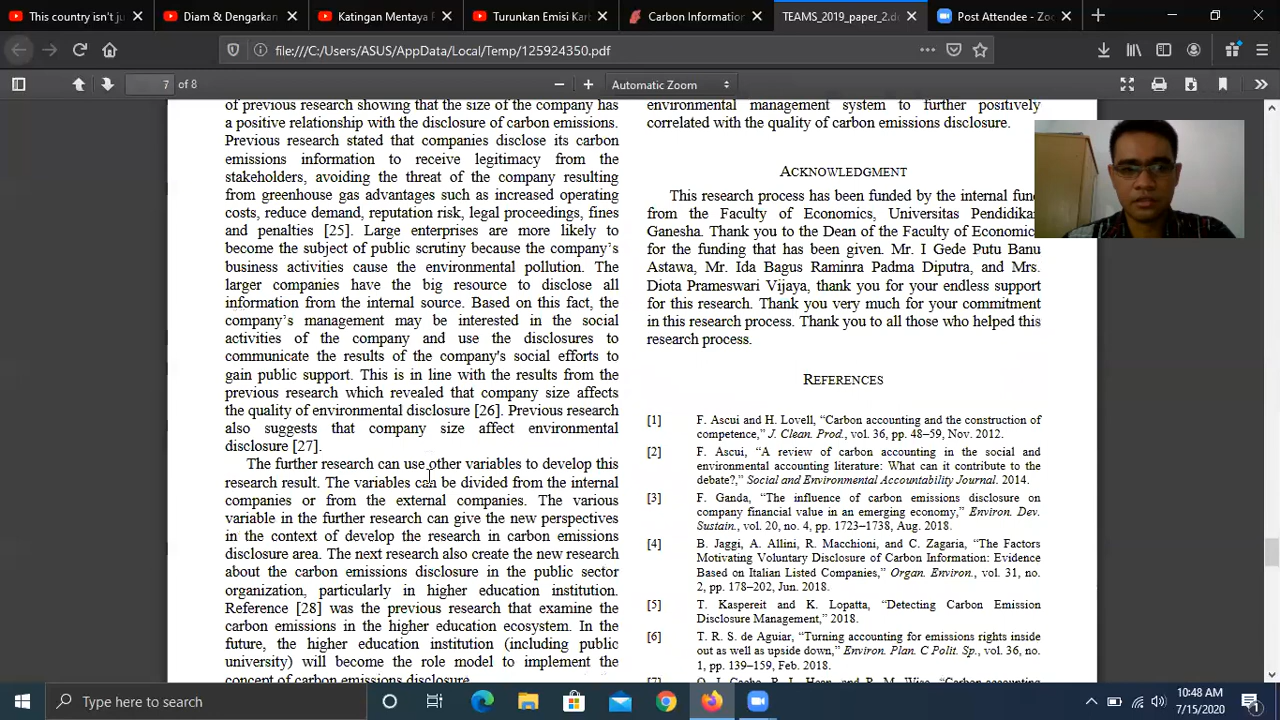 This country isn't ju
Diam & Dengarkan
Katingan Mentaya
Turunkan Emisi Kar
Carbon Information
TEAMS_2019_paper_2.d
Post Attendee - Zoo
file:///C:/Users/ASUS/AppData/Local/Temp/125924350.pdf
7 of 8
Automatic Zoom
of previous research showing that the size of the company has
a positive relationship with the disclosure of carbon emissions.
Previous research stated that companies disclose its carbon
emissions information to receive legitimacy from the
stakeholders, avoiding the threat of the company resulting
from greenhouse gas advantages such as increased operating
costs, reduce demand, reputation risk, legal proceedings, fines
and penalties [25]. Large enterprises are more likely to
become the subject of public scrutiny because the company's
business activities cause the environmental pollution. The
larger companies have the big resource to disclose all
information from the internal source. Based on this fact, the
company's management may be interested in the social
activities of the company and use the disclosures to
communicate the results of the company's social efforts to
gain public support. This is in line with the results from the
previous research which revealed that company size affects
the quality of environmental disclosure [26]. Previous research
also suggests that company size affect environmental
disclosure [27].
The further research can use other variables to develop this
research result. The variables can be divided from the internal
companies or from the external companies. The various
variable in the further research can give the new perspectives
in the context of develop the research in carbon emissions
disclosure area. The next research also create the new research
about the carbon emissions disclosure in the public sector
organization, particularly in higher education institution.
Reference [28] was the previous research that examine the
carbon emissions in the higher education ecosystem. In the
future, the higher education institution (including public
university) will become the role model to implement the
concept of carbon emissions disclosure.
environmental management system to further positively
correlated with the quality of carbon emissions disclosure.
ACKNOWLEDGMENT
This research process has been funded by the internal fun
from the Faculty of Economics, Universitas Pendidika
Ganesha. Thank you to the Dean of the Faculty of Economic
for the funding that has been given. Mr. I Gede Putu Banu
Astawa, Mr. Ida Bagus Raminra Padma Diputra, and Mrs.
Diota Prameswari Vijaya, thank you for your endless support
for this research. Thank you very much for your commitment
in this research process. Thank you to all those who helped this
research process.
REFERENCES
[1] F. Ascui and H. Lovell, "Carbon accounting and the construction of
competence," J. Clean. Prod., vol. 36, pp. 48–59, Nov. 2012.
[2] F. Ascui, "A review of carbon accounting in the social and
environmental accounting literature: What can it contribute to the
debate?," Social and Environmental Accountability Journal. 2014.
[3] F. Ganda, "The influence of carbon emissions disclosure on
company financial value in an emerging economy," Environ. Dev.
Sustain., vol. 20, no. 4, pp. 1723–1738, Aug. 2018.
[4] B. Jaggi, A. Allini, R. Macchioni, and C. Zagaria, "The Factors
Motivating Voluntary Disclosure of Carbon Information: Evidence
Based on Italian Listed Companies," Organ. Environ., vol. 31, no.
2, pp. 178–202, Jun. 2018.
[5] T. Kaspereit and K. Lopatta, "Detecting Carbon Emission
Disclosure Management," 2018.
[6] T. R. S. de Aguiar, "Turning accounting for emissions rights inside
out as well as upside down," Environ. Plan. C Polit. Sp., vol. 36, no.
1, pp. 139–159, Feb. 2018.
Type here to search
10:48 AM
7/15/2020